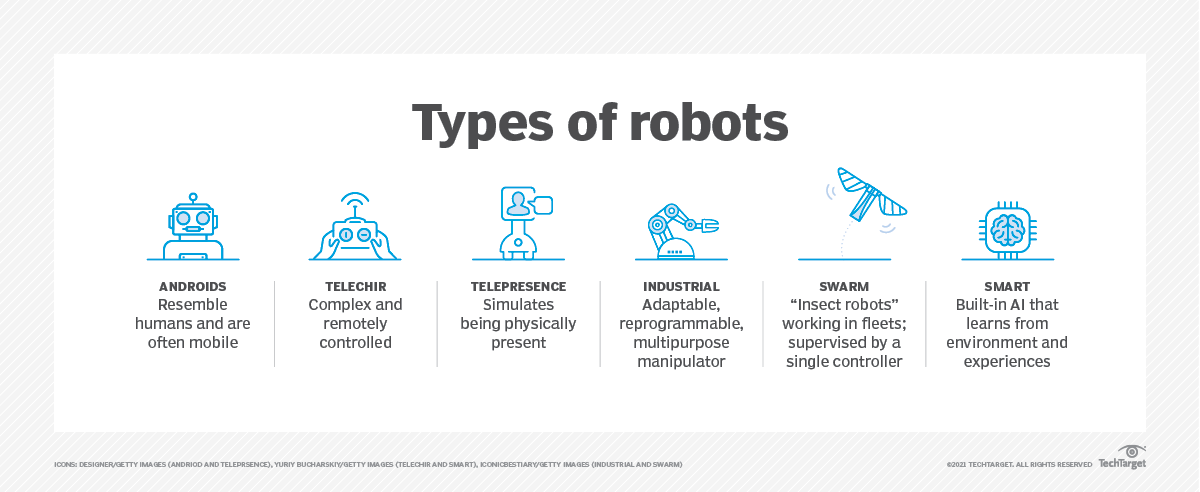 Types of robots
ANDROIDS
Resemble
humans and are
often mobile
TELECHIR
Complex and
remotely
controlled
TELEPRESENCE
Simulates
being physically
present
INDUSTRIAL
Adaptable,
reprogrammable,
multipurpose
manipulator
SWARM
“Insect robots”
working in fleets;
supervised by a
single controller
SMART
Built-in AI that
learns from
environment and
experiences
ICONS: DESIGNER/GETTY IMAGES (ANDRIOD AND TELEPRSENCE), YURIY BUCHARSKIY/GETTY IMAGES (TELECHIR AND SMART), ICONICBESTIARY/GETTY IMAGES (INDUSTRIAL AND SWARM)
©2021 TECHTARGET. ALL RIGHTS RESERVED TechTarget